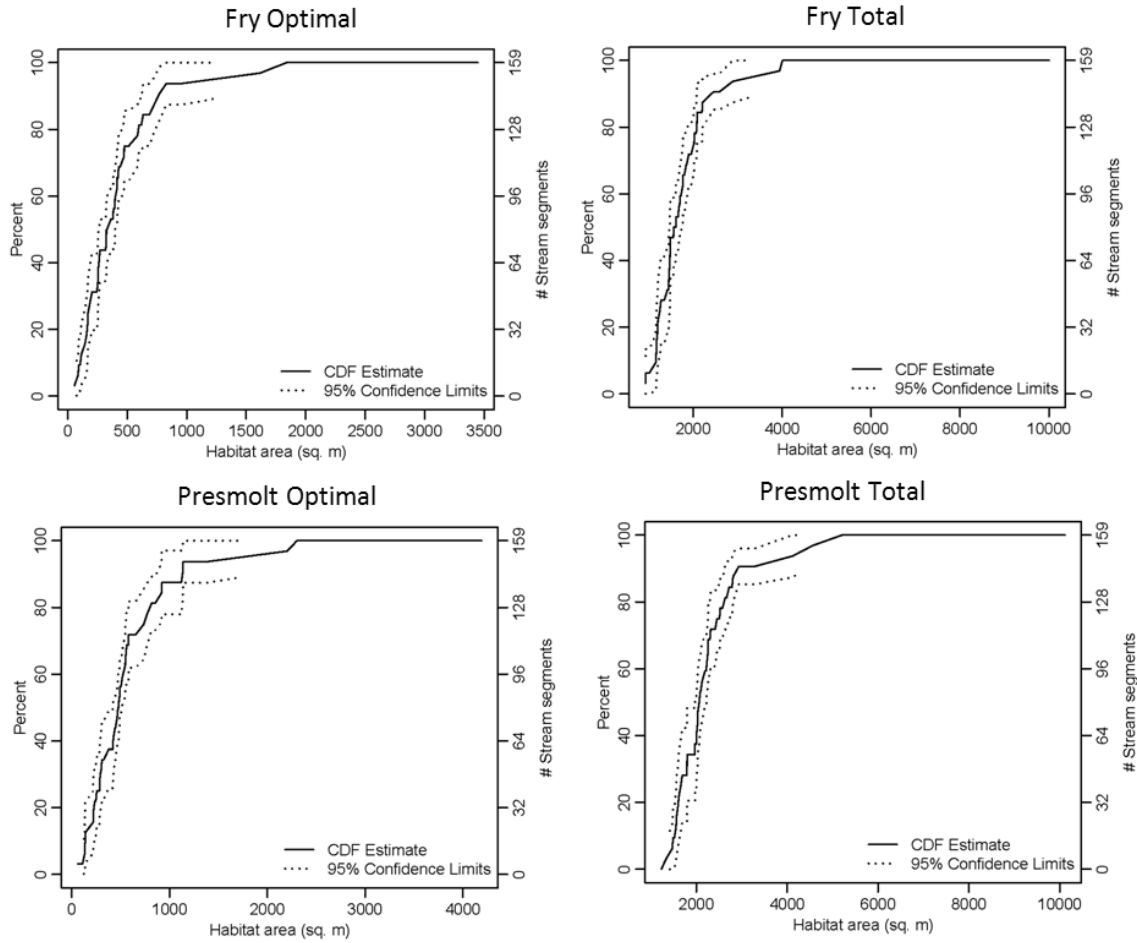 Fry Optimal
Percent
0 20 40 60 80 100
0 32 64 96 128 159
# Stream segments
CDF Estimate
95% Confidence Limits
0 500 1000 1500 2000 2500 3000 3500
Habitat area (sq. m)
Fry Total
Percent
0 20 40 60 80 100
0 32 64 96 128 159
# Stream segments
CDF Estimate
95% Confidence Limits
2000 4000 6000 8000 10000
Habitat area (sq. m)
Presmolt Optimal
Percent
0 20 40 60 80 100
0 32 64 96 128 159
# Stream segments
CDF Estimate
95% Confidence Limits
0 1000 2000 3000 4000
Habitat area (sq. m)
Presmolt Total
Percent
0 20 40 60 80 100
0 32 64 96 128 159
# Stream segments
CDF Estimate
95% Confidence Limits
2000 4000 6000 8000 10000
Habitat area (sq. m)